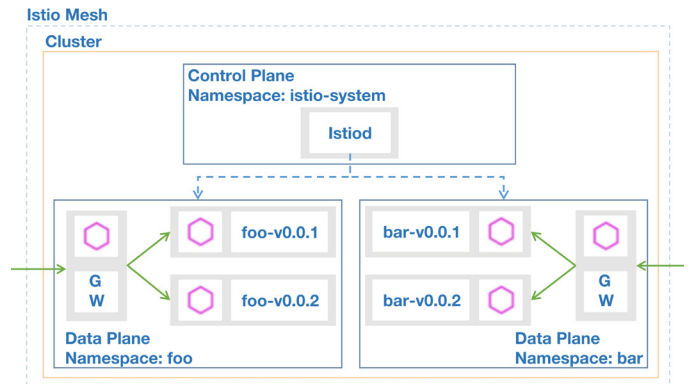 Istio Mesh
Cluster
Control Plane
Namespace: istio-system
Istiod
foo-v0.0.1
bar-v0.0.1
G
W
foo-v0.0.2
bar-v0.0.2
G
W
Data Plane
Namespace: foo
Data Plane
Namespace: bar